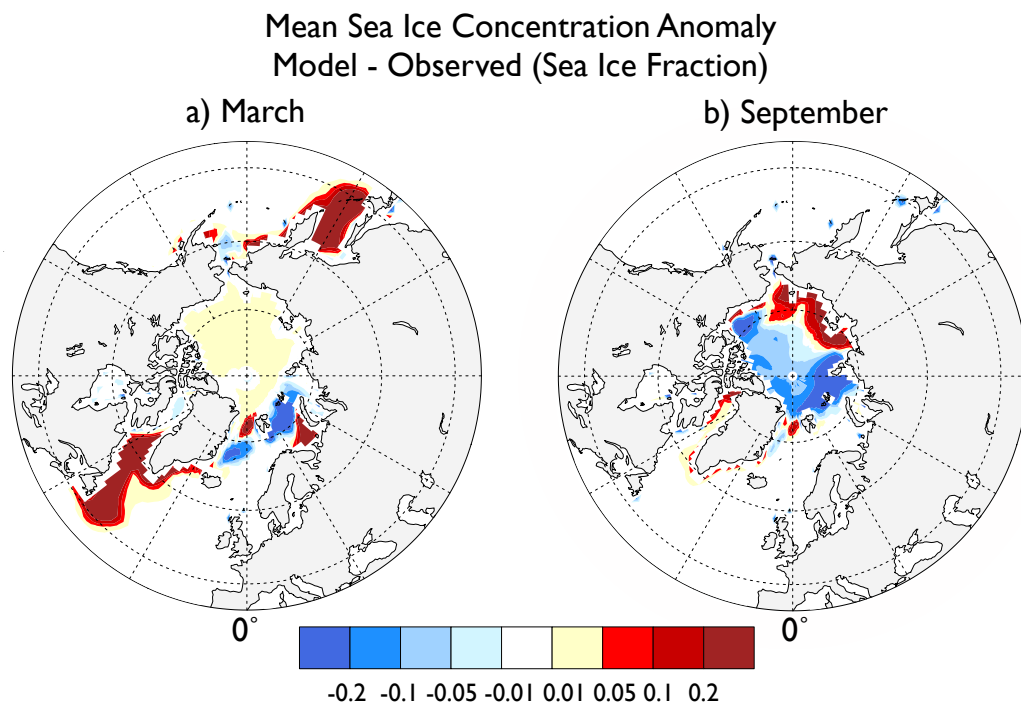 Mean Sea Ice Concentration Anomaly
Model - Observed (Sea Ice Fraction)
a) March
b) September
0°
0°
-0.2 -0.1 -0.05 -0.01 0.01 0.05 0.1 0.2